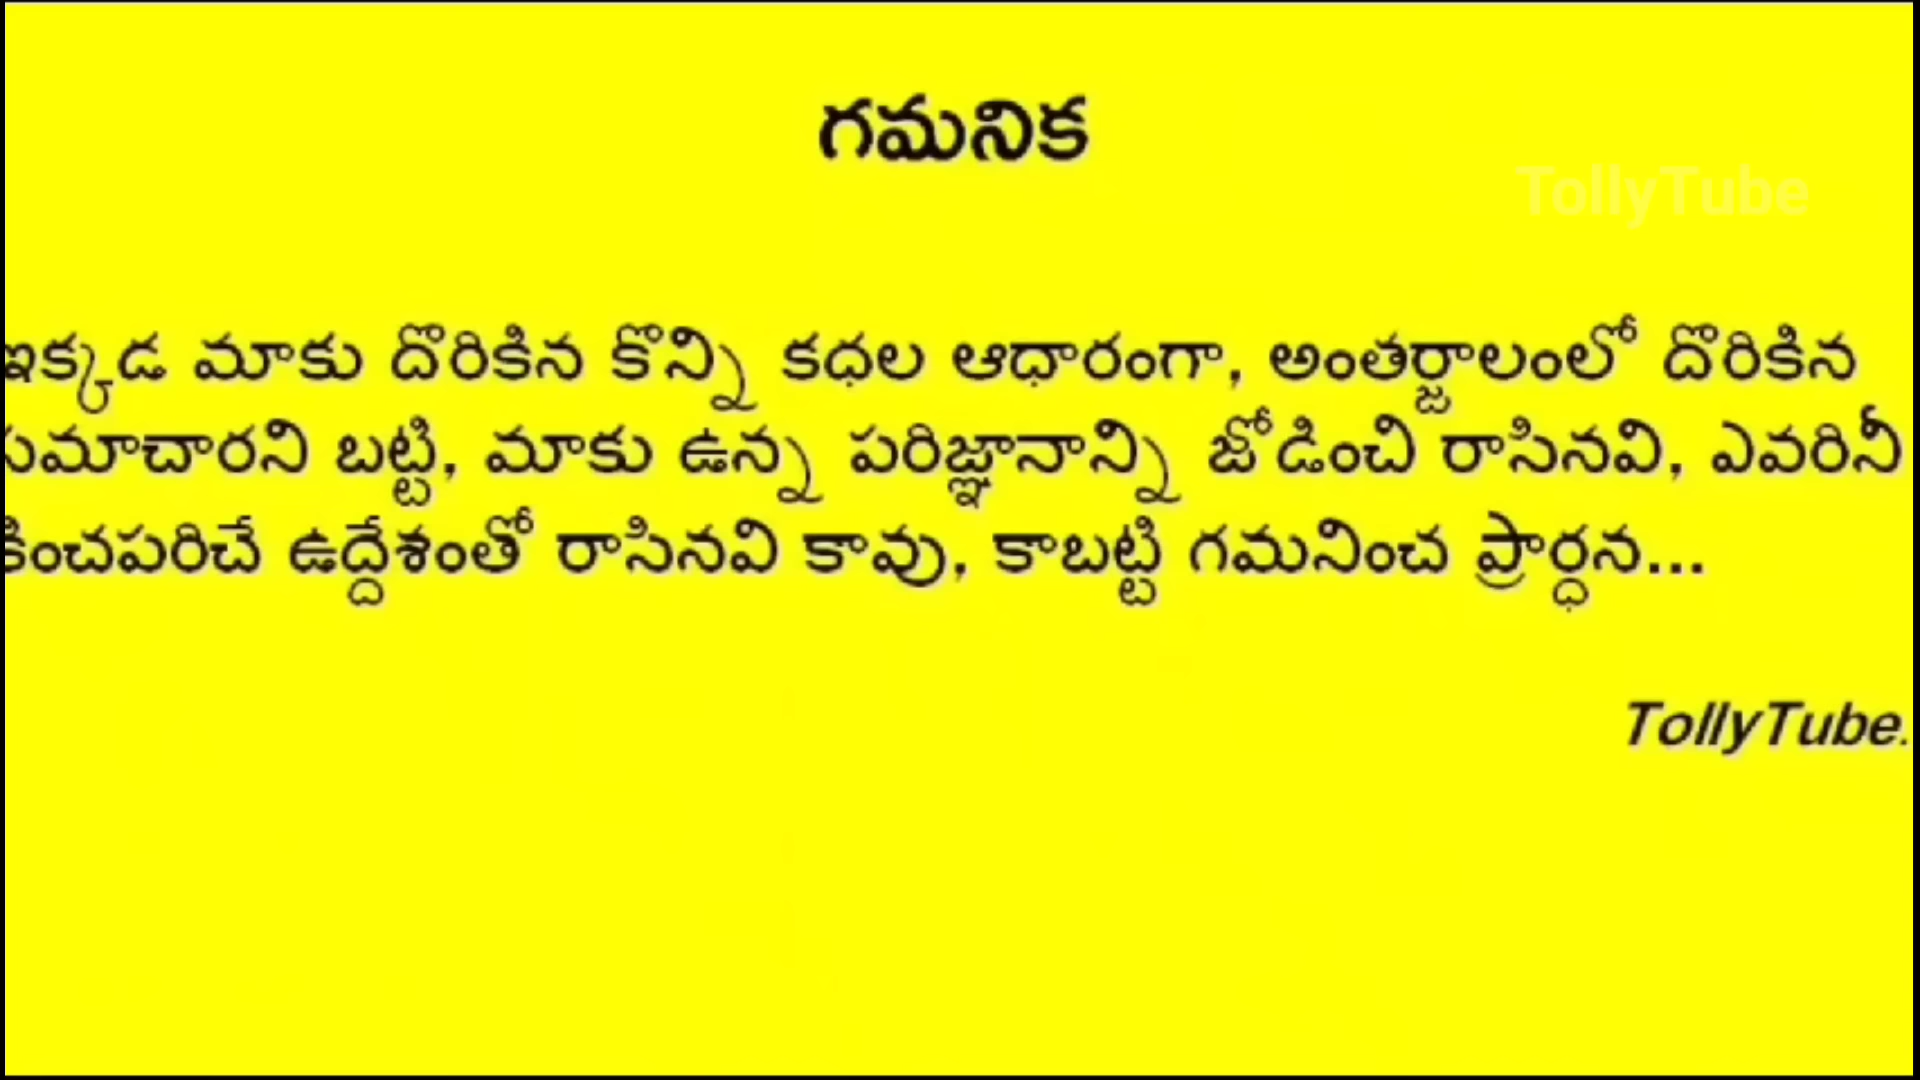 గమనిక
TollyTube
ఇక్కడ మాకు దొరికిన కొన్ని కధల ఆధారంగా, అంతర్జాలంలో దొరికిన
సమాచారని బట్టి, మాకు ఉన్న పరిజ్ఞానాన్ని జోడించి రాసినవి, ఎవరినీ
కించపరిచే ఉద్దేశంతో రాసినవి కావు, కాబట్టి గమనించ ప్రార్ధన...
TollyTube.